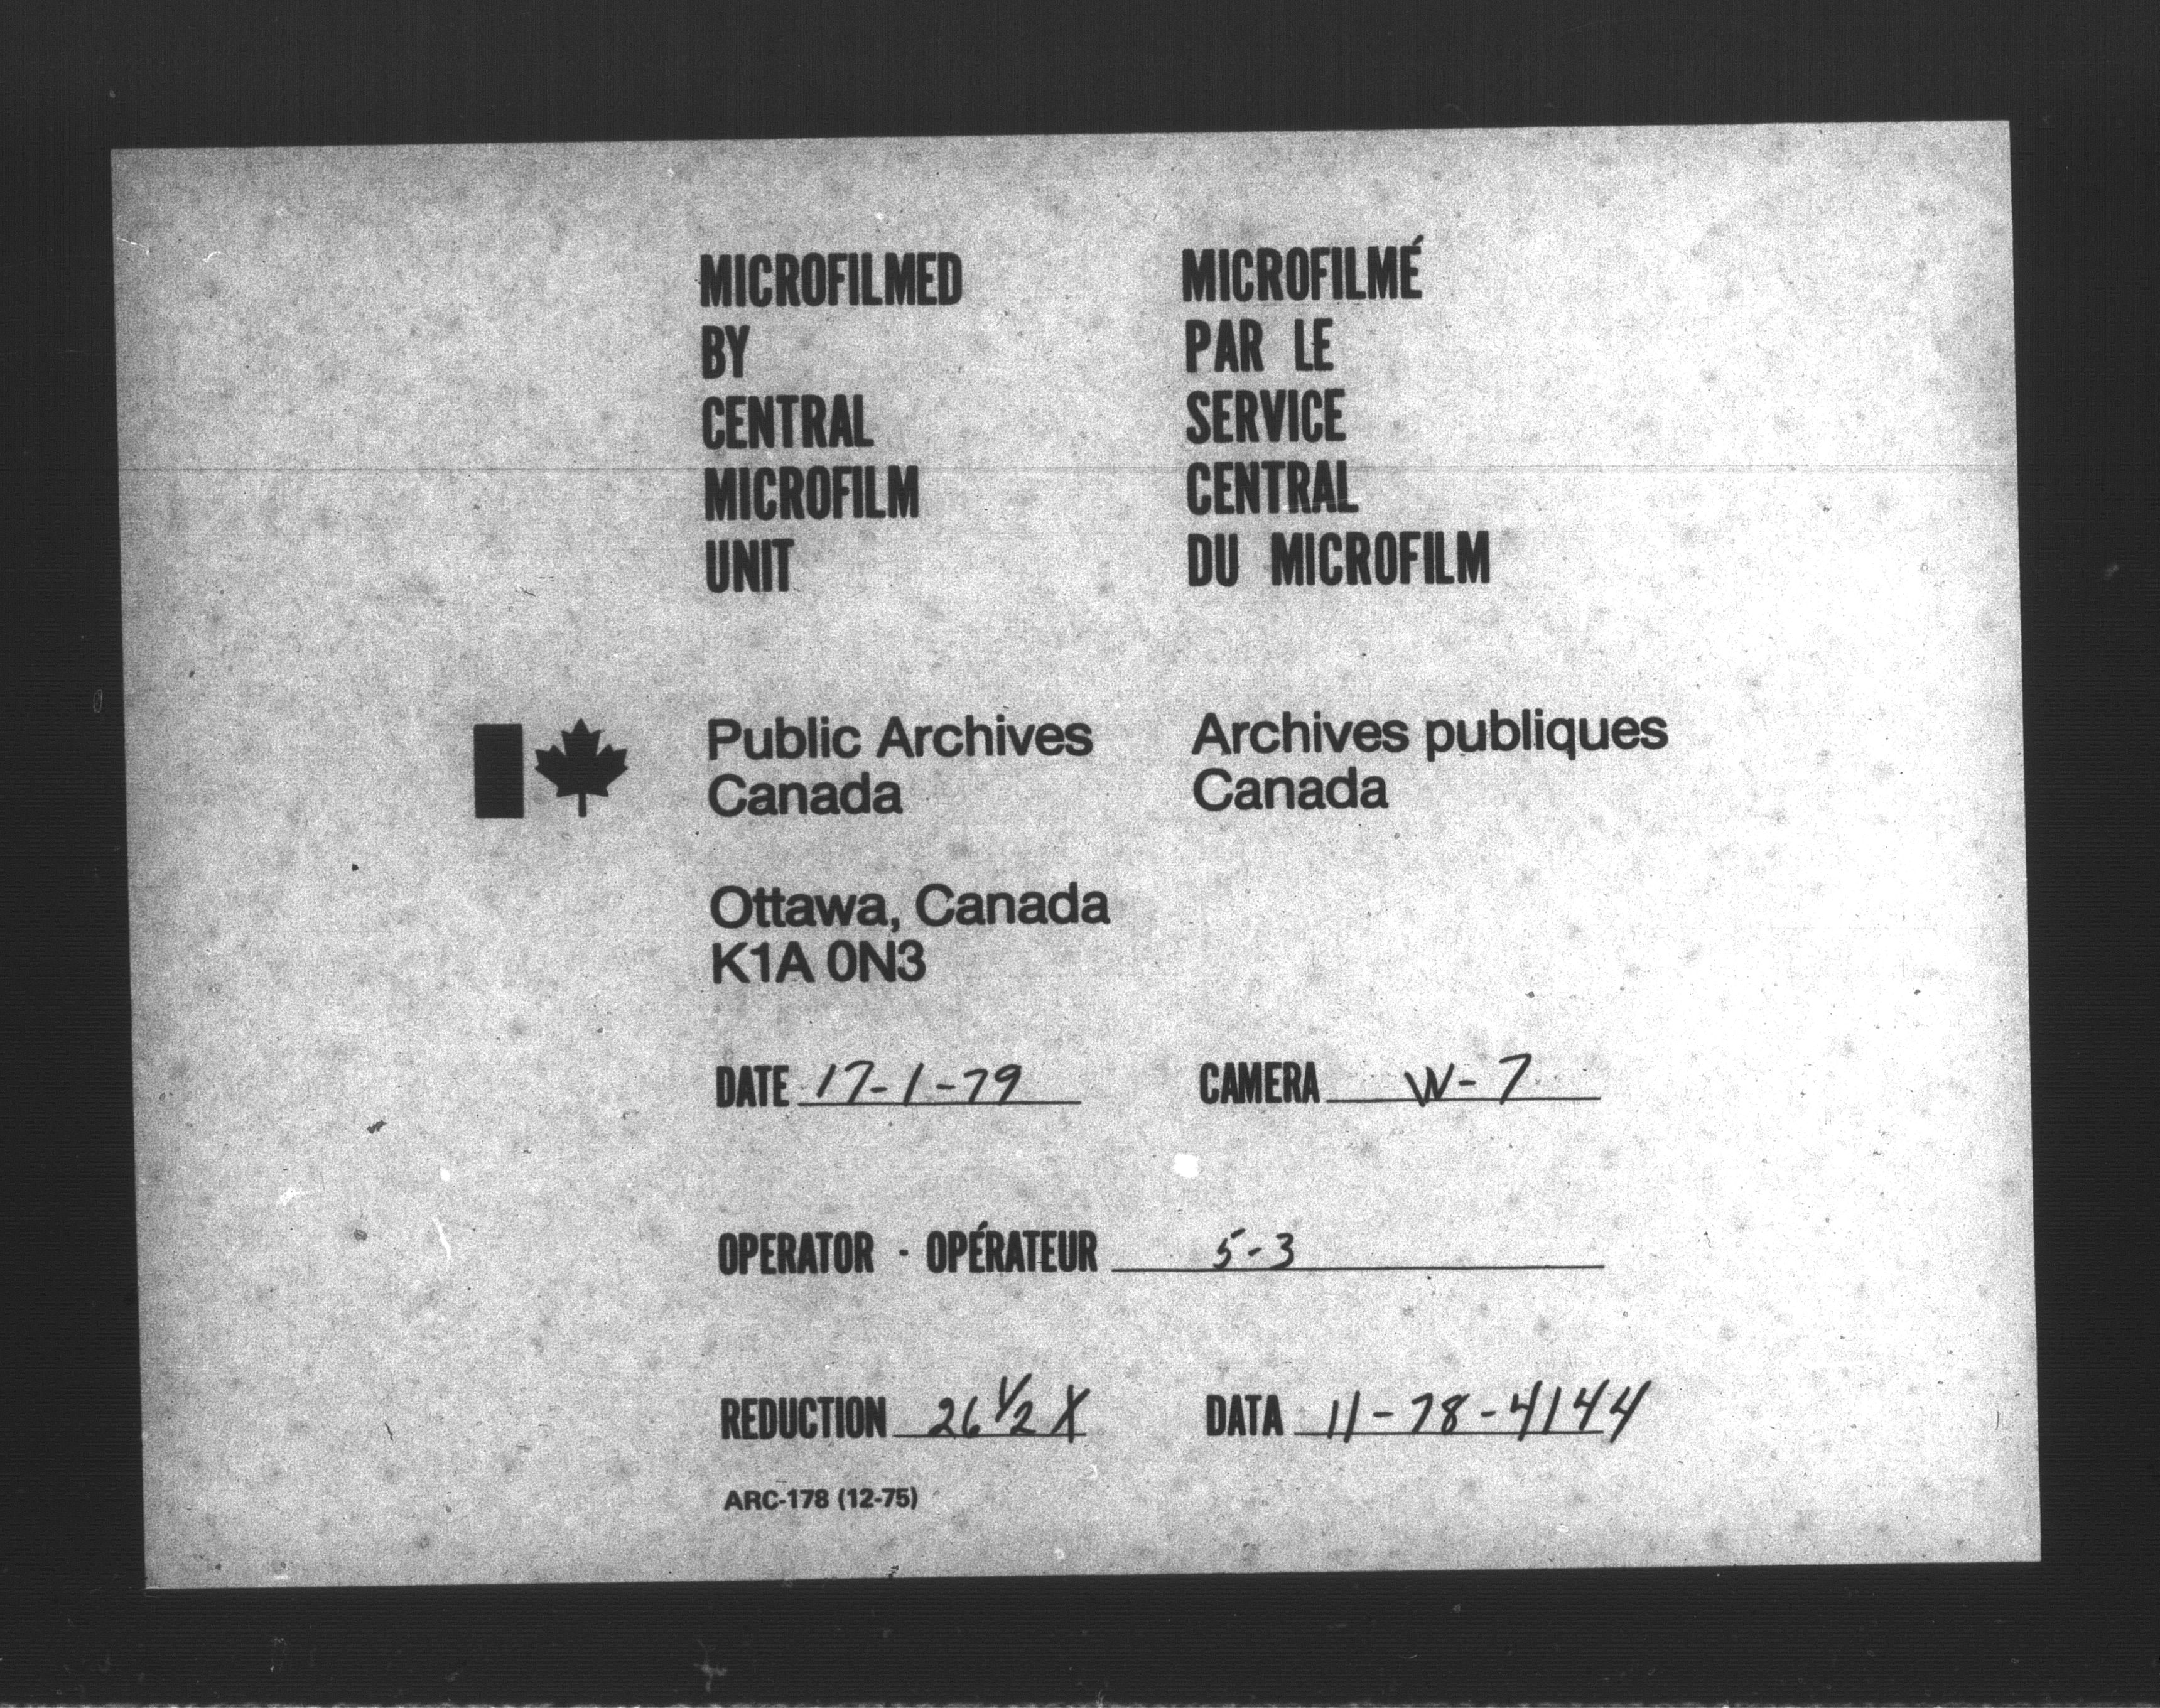 MICROFILMED
BY
CENTRAL
MICROFILM
UNIT
MICROFILMÉ
PAR LE
SERVICE
CENTRAL
DU MICROFILM
Public Archives
Canada
Archives publiques
Canada
Ottawa, Canada
K1A 0N3
DATE 17-1-79 CAMERA W-7
OPERATOR - OPÉRATEUR 5-3
REDUCTION 26 1/2 X DATA 11-78-4144
ARC-178 (12-75)